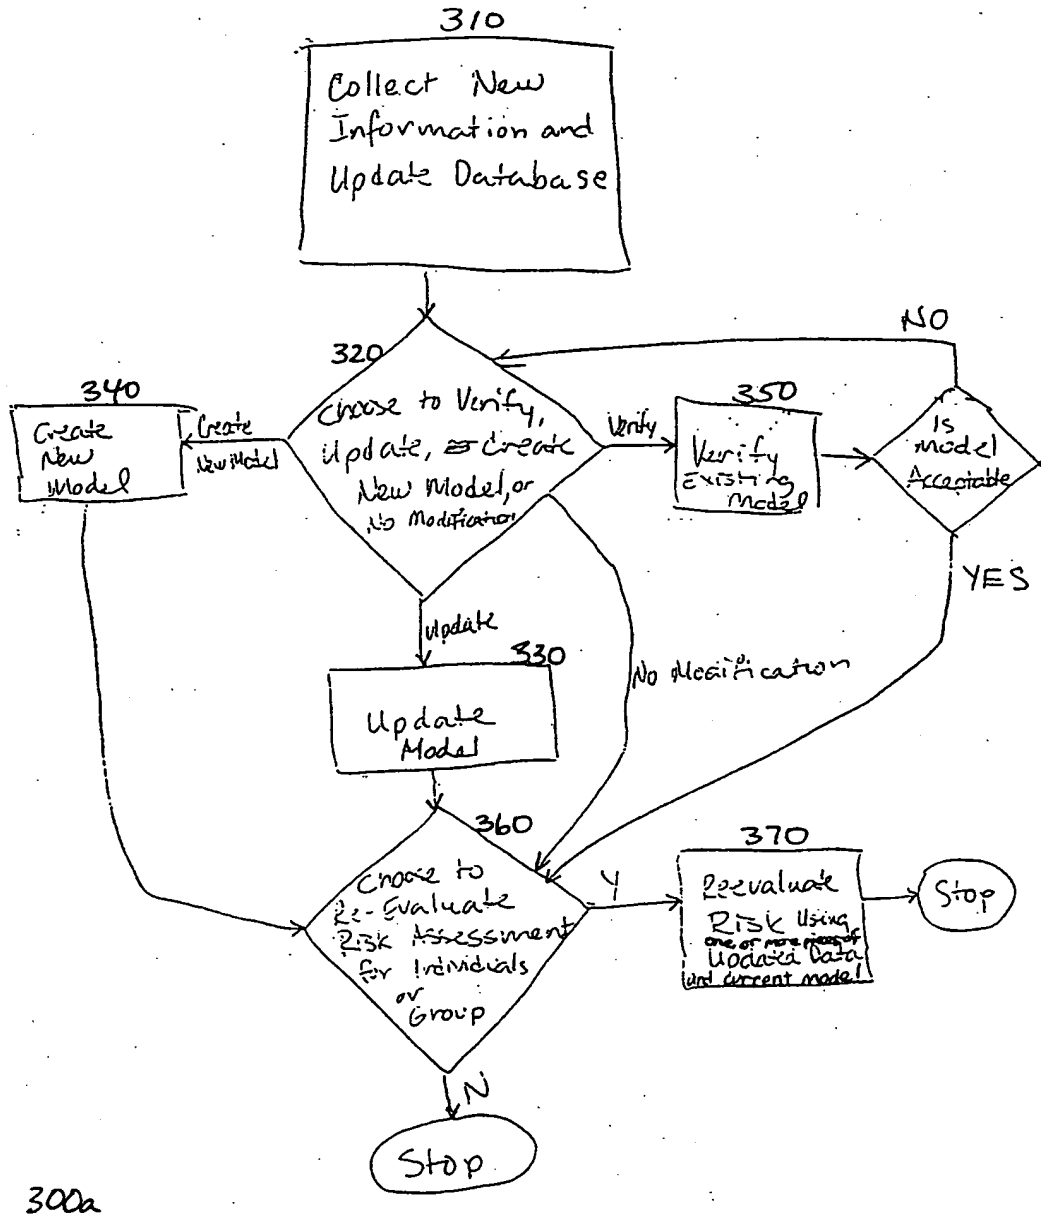 310
Collect New
Information and
Update Database
NO
320
340
350
Choose to Verify,
Update, or Create
New Model, or
No Modification
Create
New Model
Create
New
Model
Verify
Verify
Existing
Model
Is
Model
Acceptable
YES
Update
330
Update
Model
No Modification
360
Choose to
Re-Evaluate
Risk Assessment
for Individuals
or
Group
Y
370
Reevaluate
Risk Using
one or more pieces of
Updated Data
and current model
Stop
N
Stop
300a